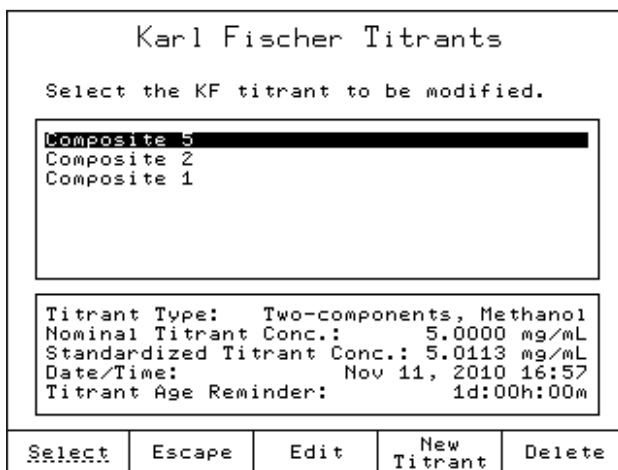 Karl Fischer Titrants
Select the KF titrant to be modified.
Composite 5
Composite 2
Composite 1
Titrant Type: Two-components, Methanol
Nominal Titrant Conc.: 5.0000 mg/mL
Standardized Titrant Conc.: 5.0113 mg/mL
Date/Time: Nov 11, 2010 16:57
Titrant Age Reminder: 1d:00h:00m
Select Escape Edit New Titrant Delete